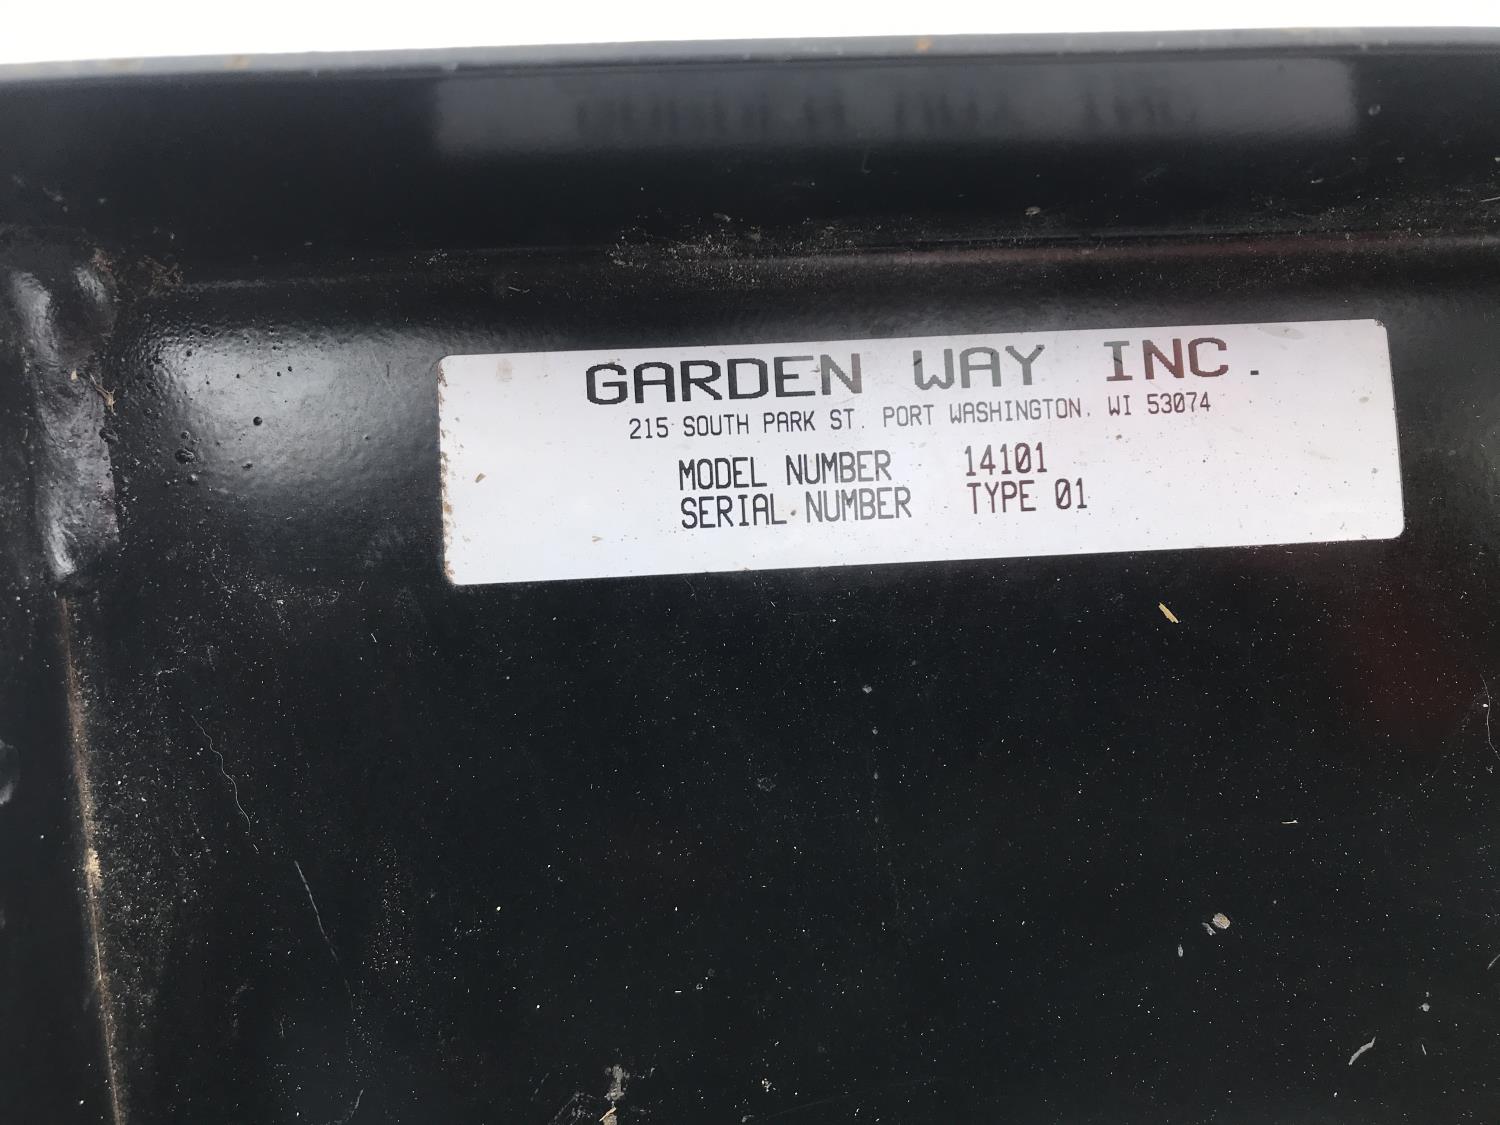 GARDEN WAY INC.
215 SOUTH PARK ST. PORT WASHINGTON, WI 53074
MODEL NUMBER 14101
SERIAL NUMBER TYPE 01